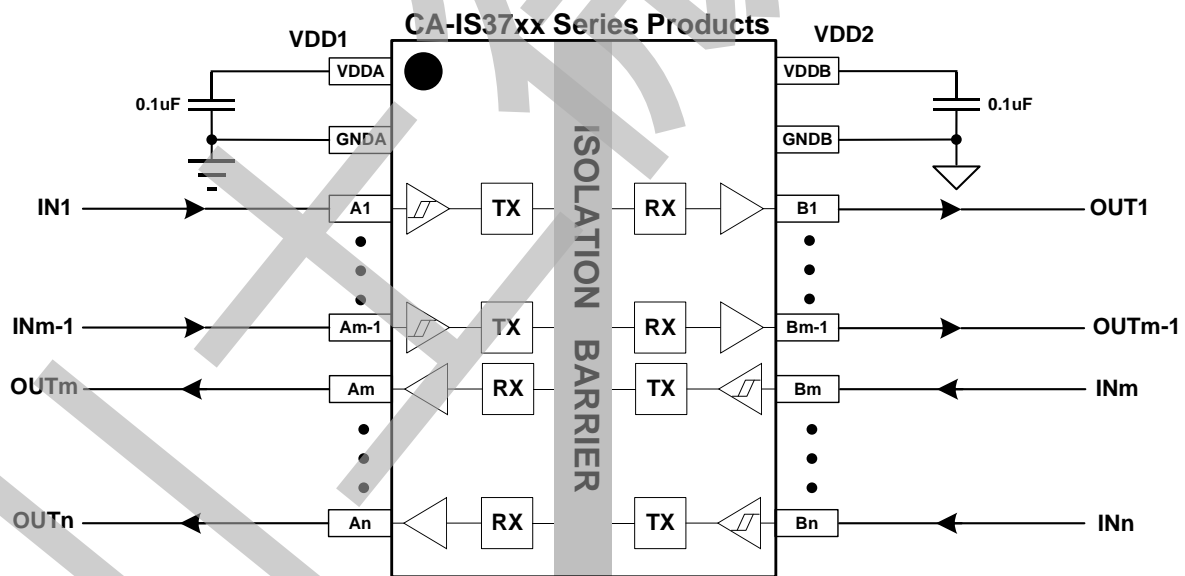 CA-IS37xx Series Products
VDD1
VDD2
VDDA
VDDB
0.1uF
0.1uF
GNDA
GNDB
ISOLATION BARRIER
IN1
A1
TX
RX
B1
OUT1
INm-1
Am-1
TX
RX
Bm-1
OUTm-1
OUTm
Am
RX
TX
Bm
INm
OUTn
An
RX
TX
Bn
INn